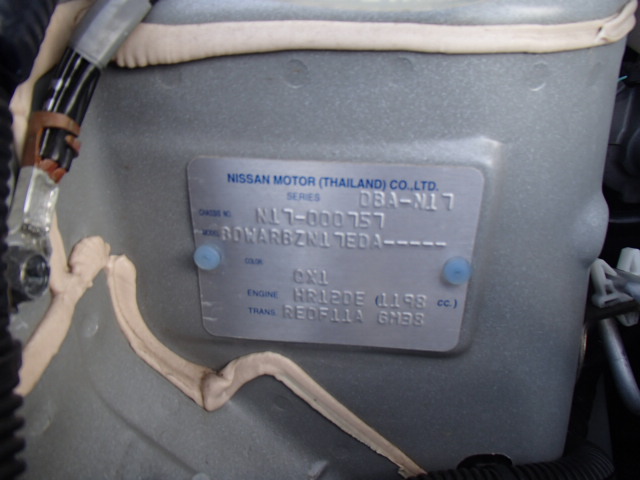 NISSAN MOTOR (THAILAND) CO.,LTD.
SERIES DBA-N17
CHASSIS NO. N17-000757
MODEL BDWARBZN17EDA-----
COLOR
CX1
ENGINE HR12DE (1198 CC.)
TRANS. RE0F11A GM38